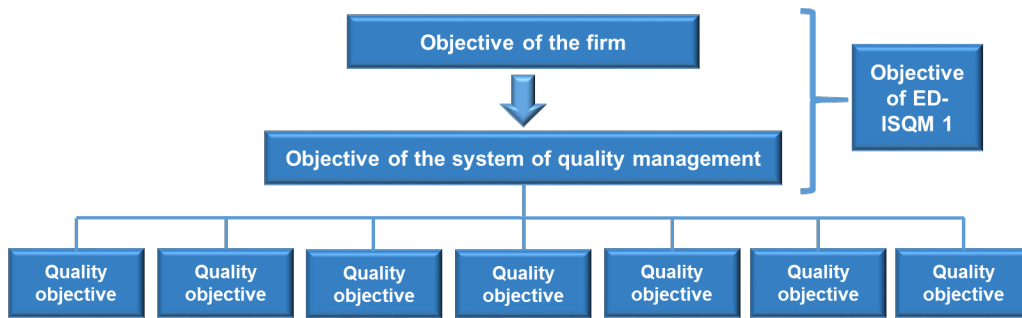 Objective of the firm
Objective
of ED-
ISQM 1
Objective of the system of quality management
Quality
objective
Quality
objective
Quality
objective
Quality
objective
Quality
objective
Quality
objective
Quality
objective